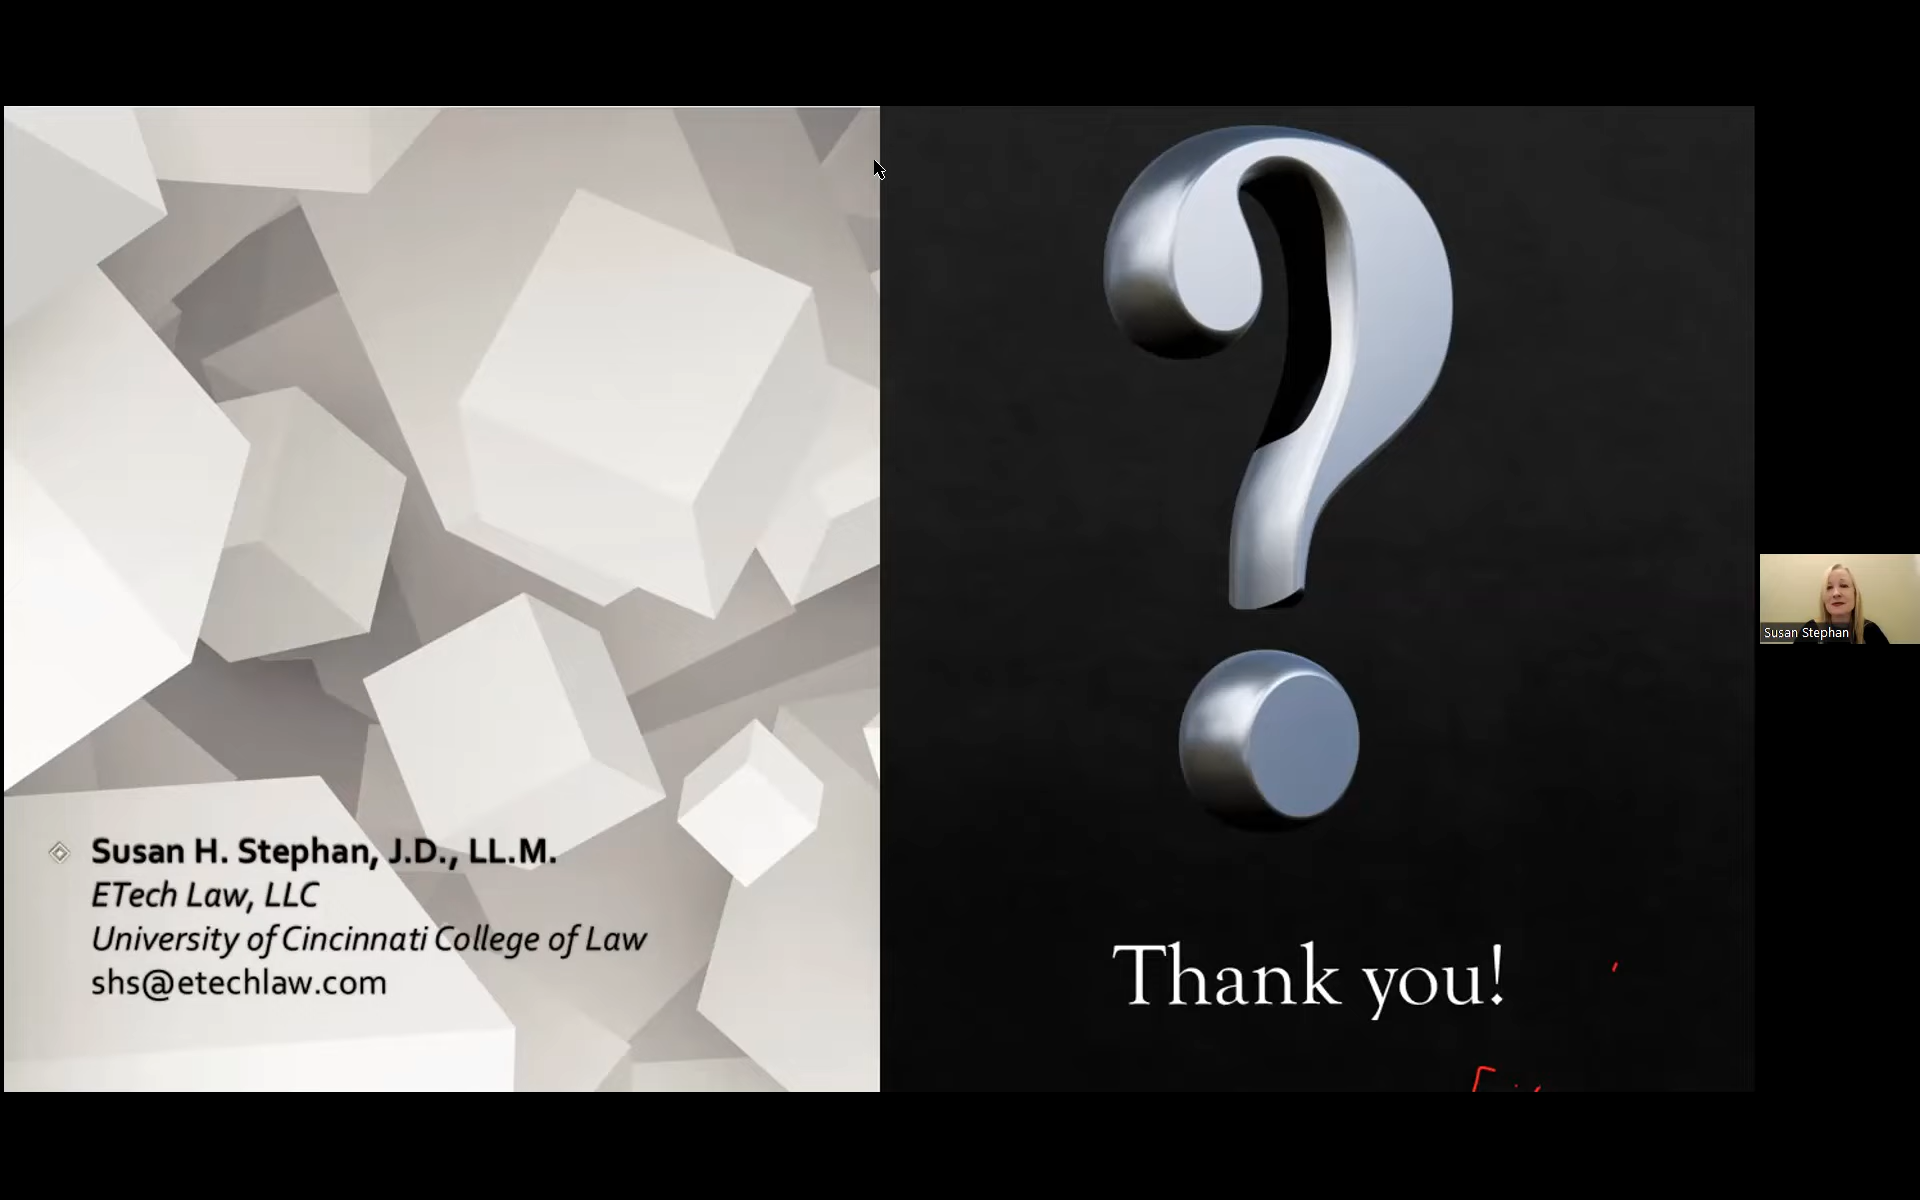 Susan H. Stephan, J.D., LL.M.
ETech Law, LLC
University of Cincinnati College of Law
shs@etechlaw.com
Thank you!
Susan Stephan